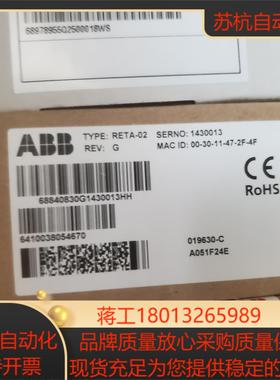 68978955Q2500018WS
苏杭自动化
ABB
TYPE: RETA-02 SERNO: 1430013
REV: G MAC ID: 00-30-11-47-2F-4F
68840830G1430013HH
CE
RoHS
6410038054670
019630-C
A051F24E
蒋工18013265989
自动化 品牌质量放心采购质量保
开票 现货充足为您提供稳定的